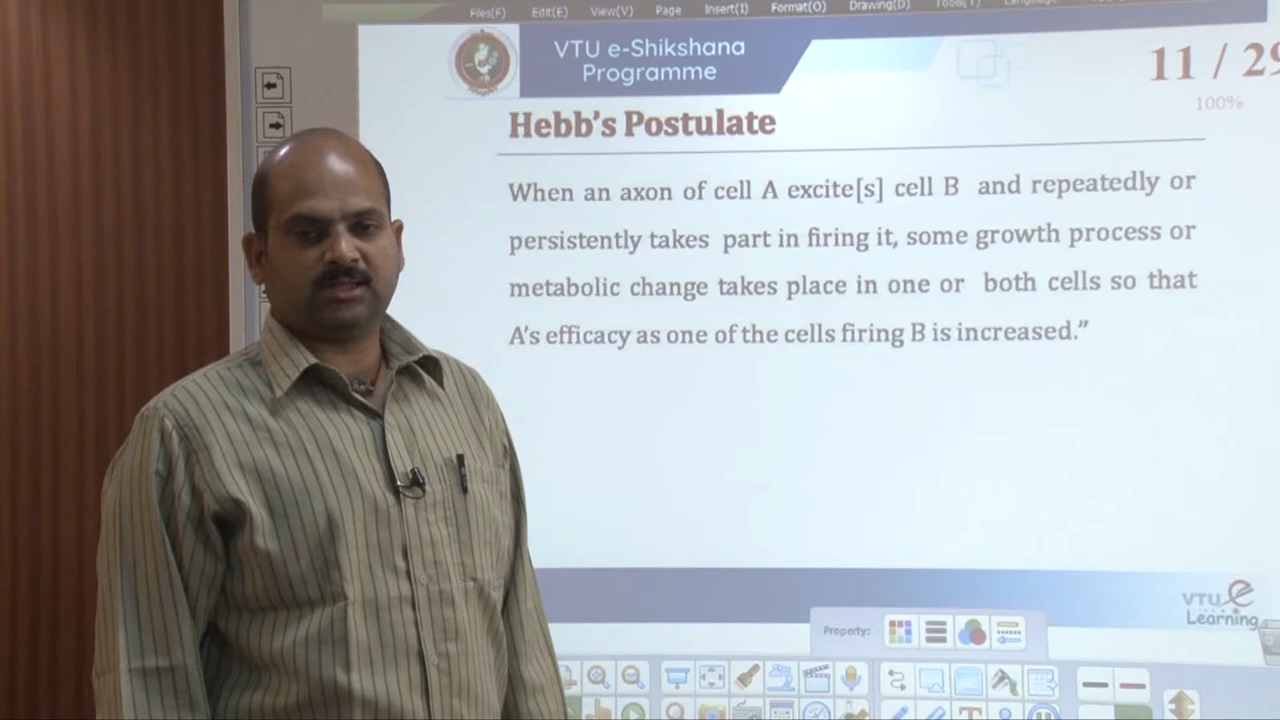 Files(F) Edit(E) View(V) Page Insert(I) Format(O) Drawing(D) Tools(T) Language
VTU e-Shikshana
Programme
11 / 29
100%
Hebb's Postulate
When an axon of cell A excite[s] cell B and repeatedly or
persistently takes part in firing it, some growth process or
metabolic change takes place in one or both cells so that
A's efficacy as one of the cells firing B is increased.”
VTU e
Learning
Property: